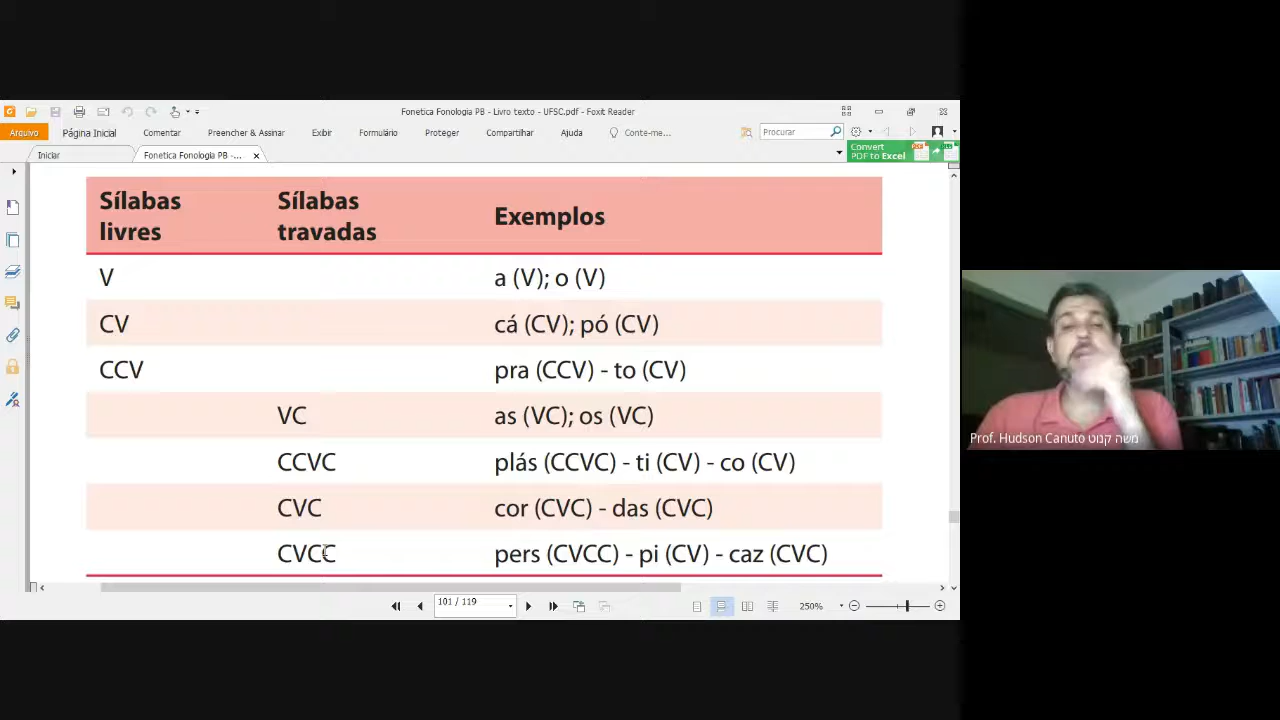 Fonetica Fonologia PB - Livro texto - UFSC.pdf - Foxit Reader
Arquivo Página Inicial Comentar Preencher & Assinar Exibir Formulário Proteger Compartilhar Ajuda Conte-me... Procurar
Iniciar Fonetica Fonologia PB -... Convert
PDF to Excel
Sílabas livres Sílabas travadas Exemplos
V a (V); o (V)
CV cá (CV); pó (CV)
CCV pra (CCV) - to (CV)
VC as (VC); os (VC)
CCVC plás (CCVC) - ti (CV) - co (CV)
CVC cor (CVC) - das (CVC)
CVCC pers (CVCC) - pi (CV) - caz (CVC)
101 / 119 250%
Prof. Hudson Canuto משה קנוט